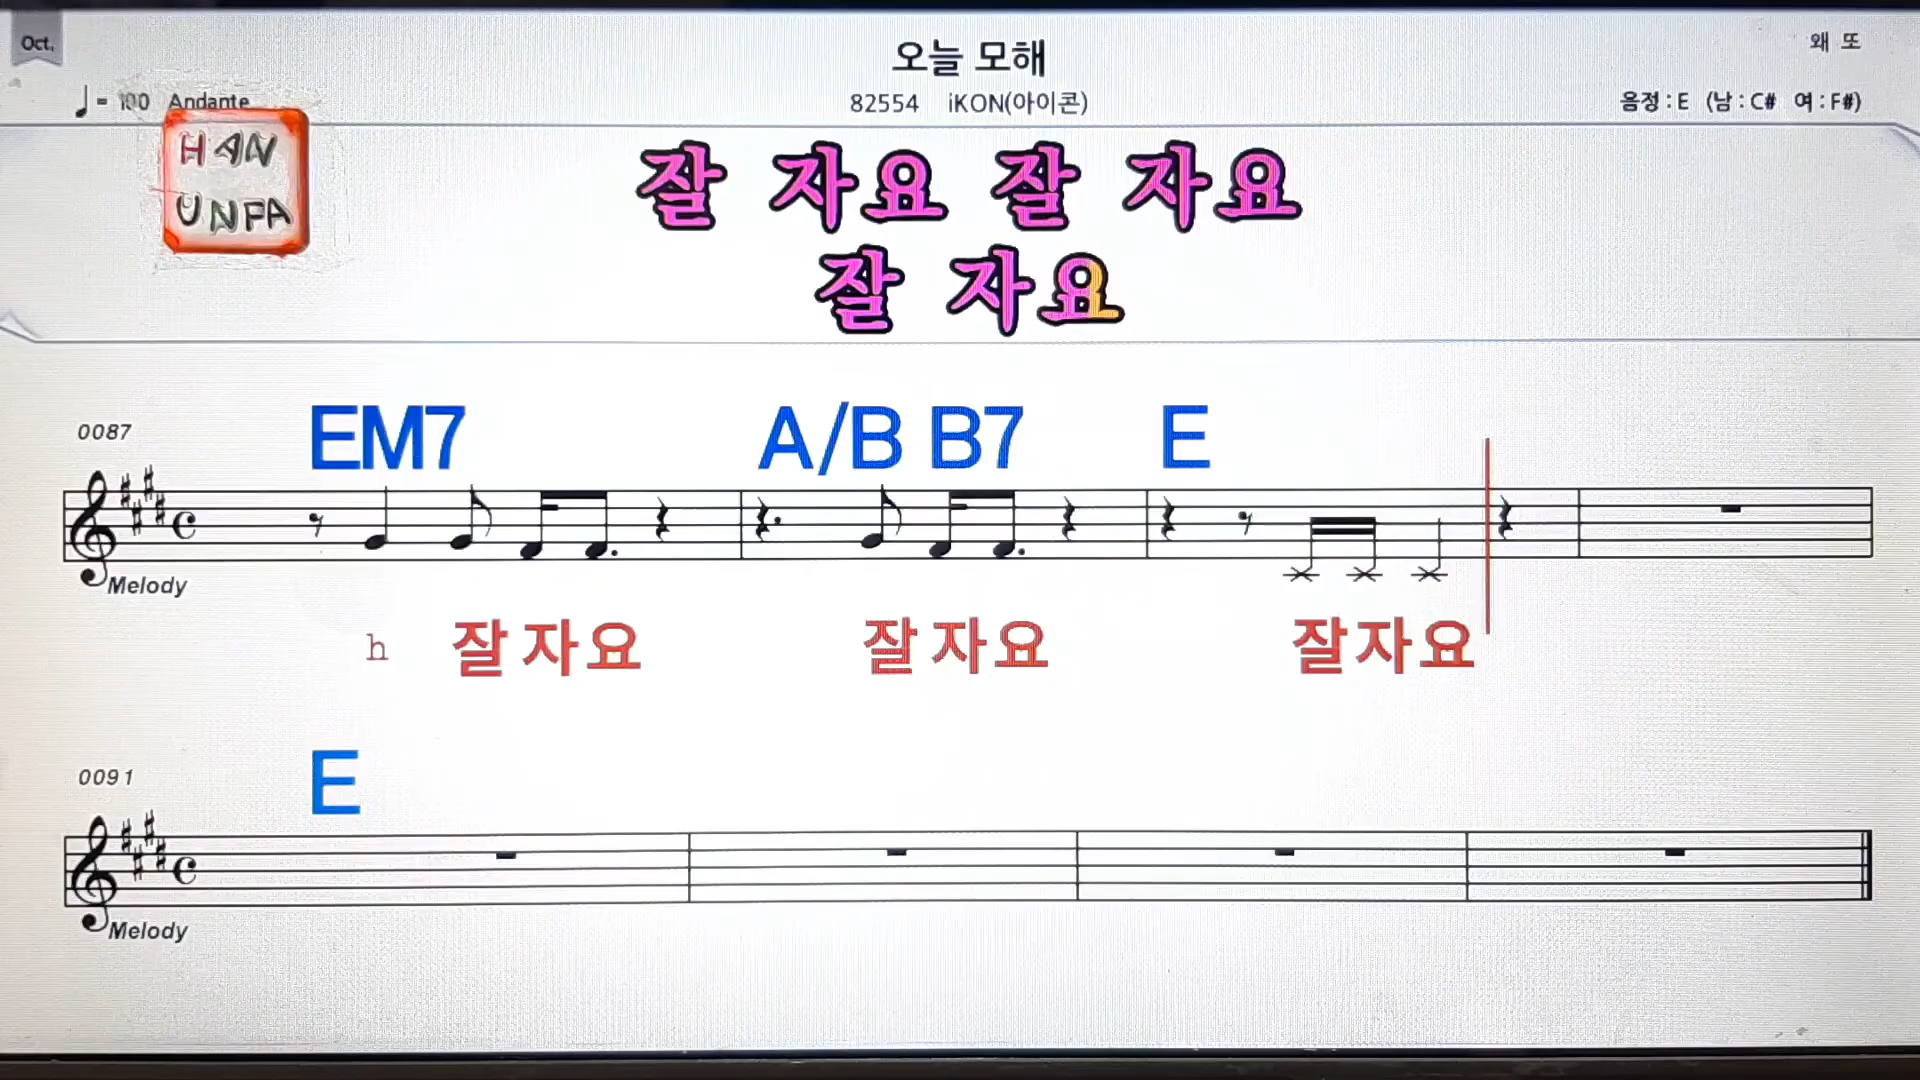 Oct.
오늘 모해
왜 또
♩ = 100 Andante
82554 iKON(아이콘)
음정 : E (남 : C# 여 : F#)
HAN
UNFA
잘 자요 잘 자요
잘 자요
0087 EM7 A/B B7 E
Melody
h 잘자요 잘자요 잘자요
0091 E
Melody